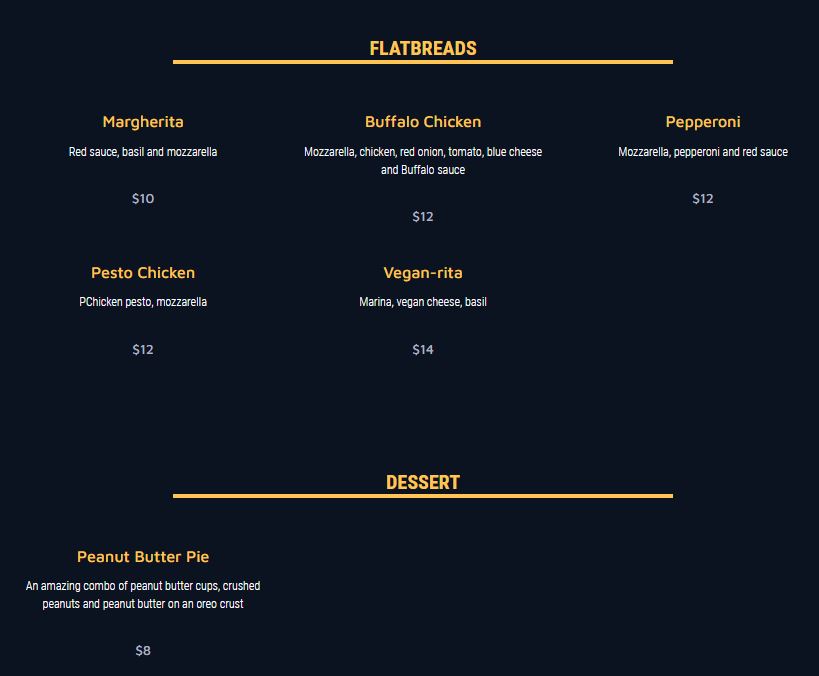 FLATBREADS
Margherita
Red sauce, basil and mozzarella
$10
Buffalo Chicken
Mozzarella, chicken, red onion, tomato, blue cheese
and Buffalo sauce
$12
Pepperoni
Mozzarella, pepperoni and red sauce
$12
Pesto Chicken
PChicken pesto, mozzarella
$12
Vegan-rita
Marina, vegan cheese, basil
$14
DESSERT
Peanut Butter Pie
An amazing combo of peanut butter cups, crushed
peanuts and peanut butter on an oreo crust
$8